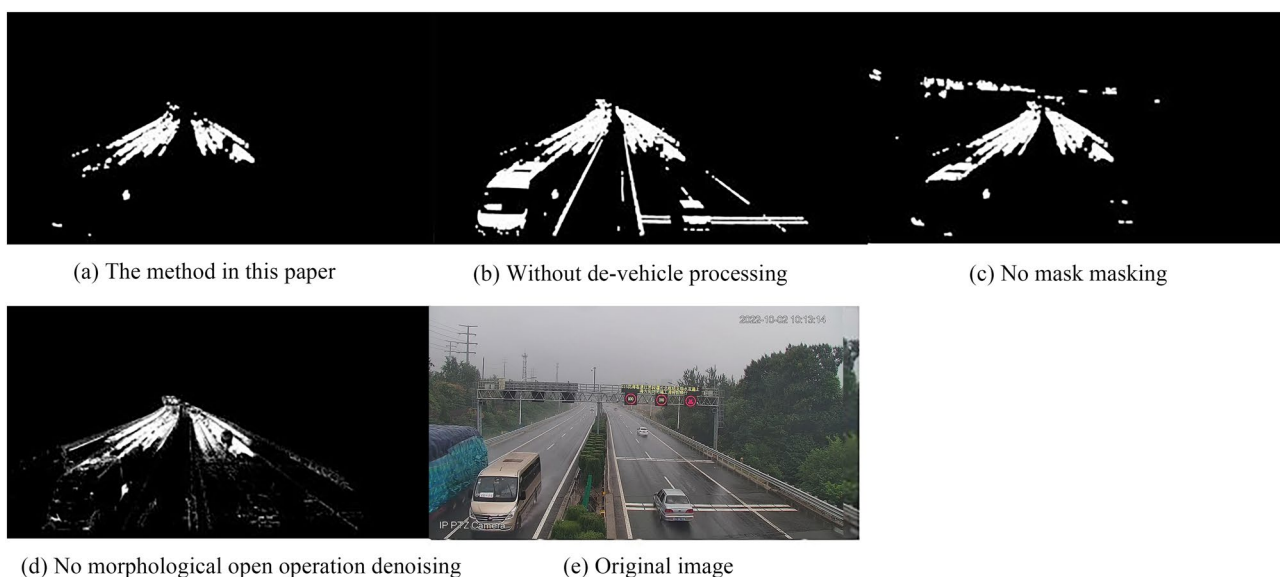 (a) The method in this paper
(b) Without de-vehicle processing
(c) No mask masking
2022-10-02 10:13:14
IP PTZ Camera
(d) No morphological open operation denoising
(e) Original image